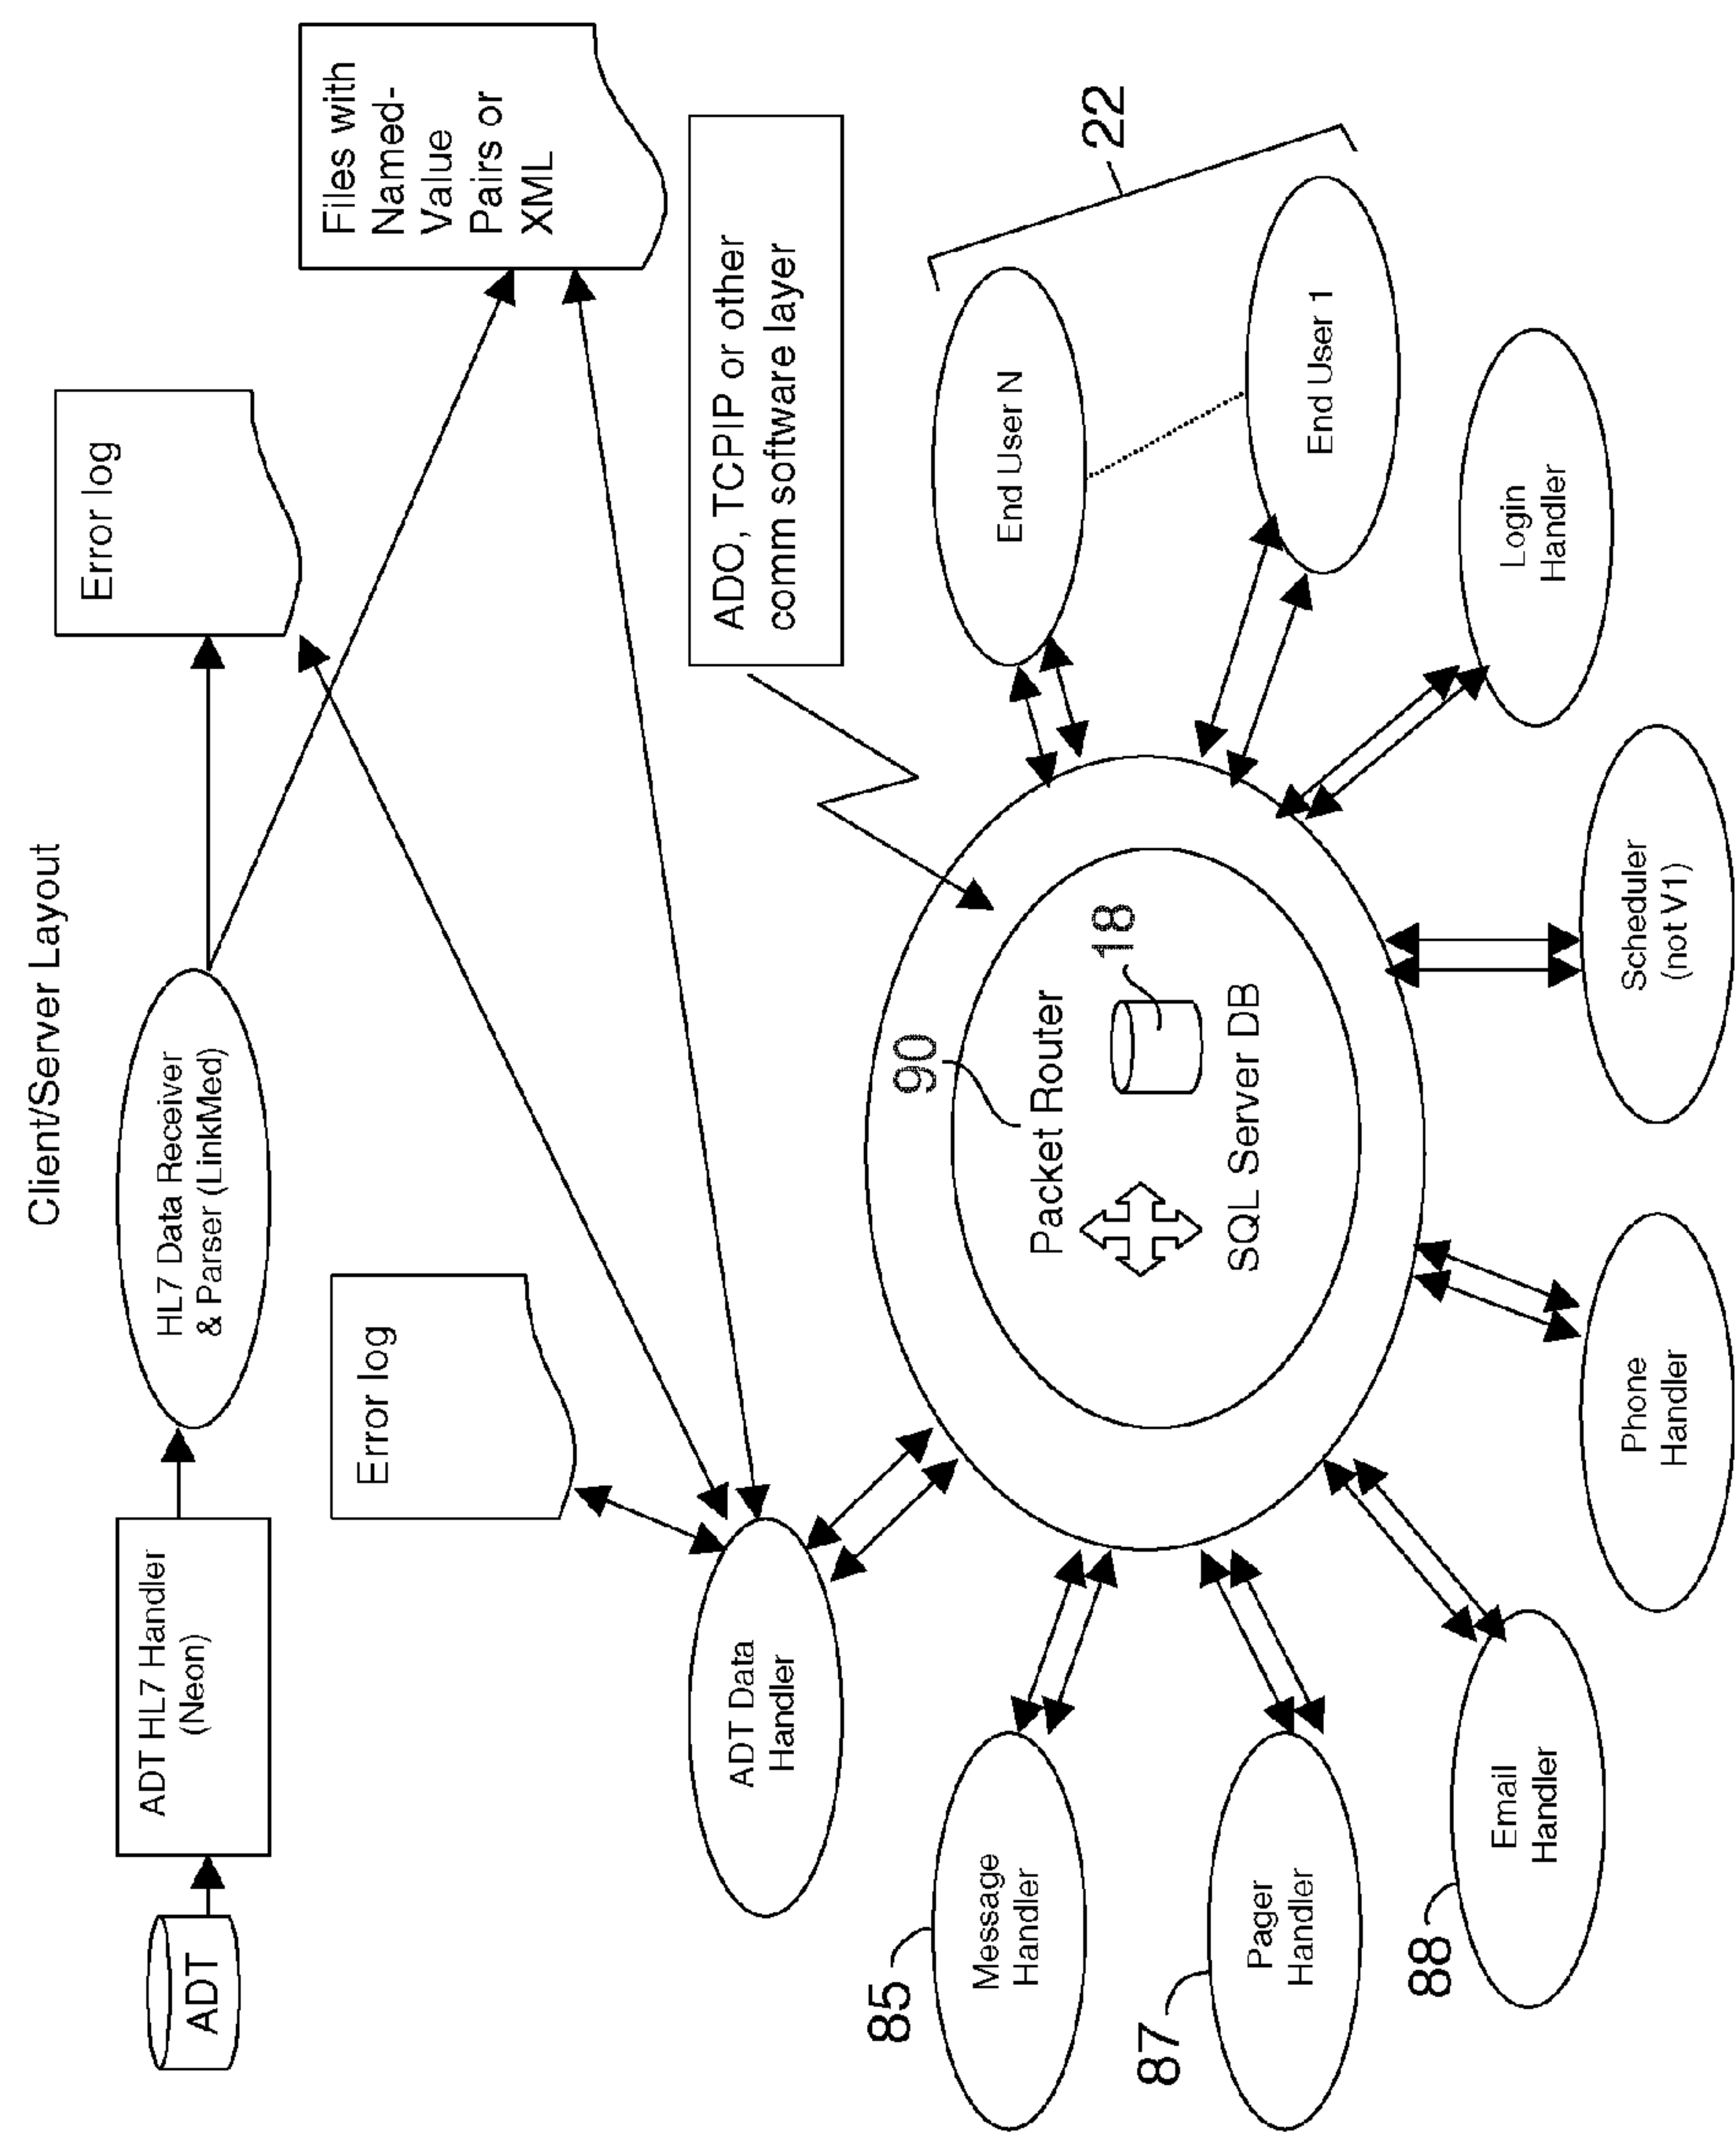 Client/Server Layout
ADT
ADT HL7 Handler
(Neon)
HL7 Data Receiver
& Parser (LinkMed)
Error log
Files with
Named-
Value
Pairs or
XML
Error log
ADO, TCPIP or other
comm software layer
ADT Data
Handler
90
Packet Router
18
SQL Server DB
85
Message
Handler
87
Pager
Handler
88
Email
Handler
Phone
Handler
Scheduler
(not V1)
Login
Handler
End User N
End User 1
22